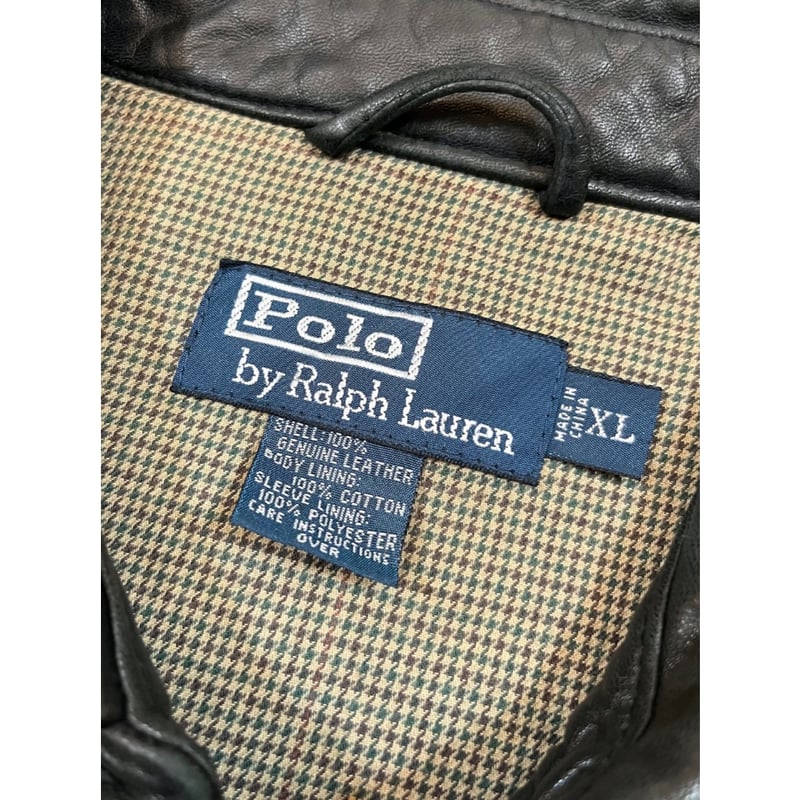 Polo
by Ralph Lauren
MADE IN
CHINA
XL
SHELL:100%
GENUINE LEATHER
BODY LINING:
100% COTTON
SLEEVE LINING:
100% POLYESTER
CARE INSTRUCTIONS
OVER